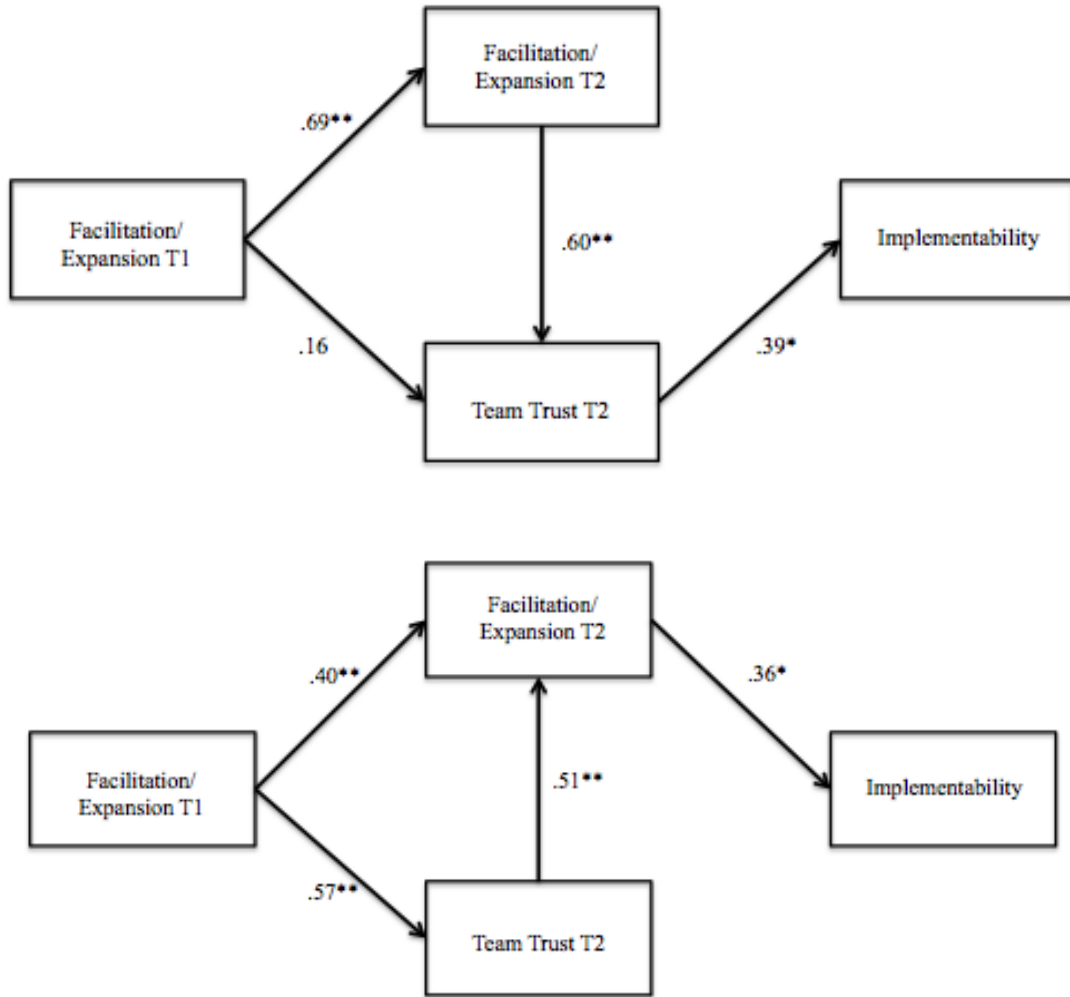 Facilitation/
Expansion T2
.69**
Facilitation/
Expansion T1
.60**
Implementability
.16
.39*
Team Trust T2
Facilitation/
Expansion T2
.40**
.36*
Facilitation/
Expansion T1
.51**
Implementability
.57**
Team Trust T2